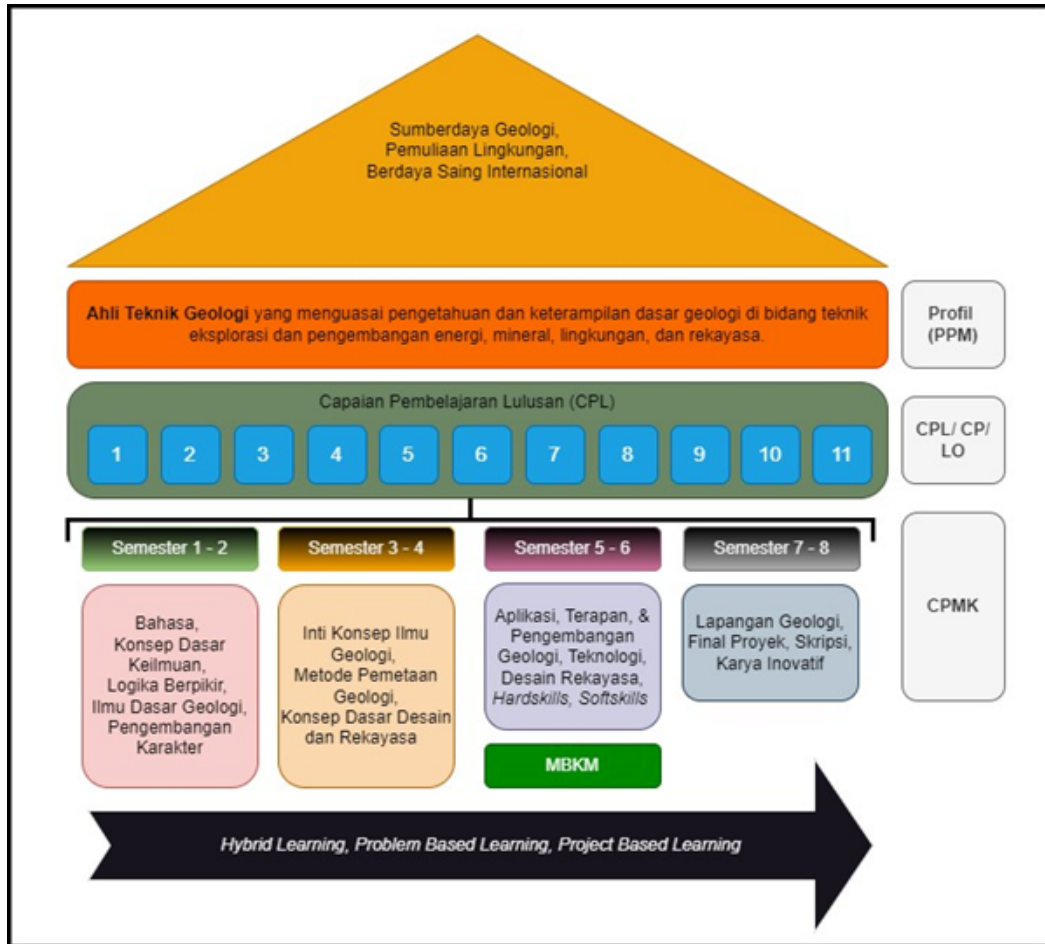 Sumberdaya Geologi,
Pemuliaan Lingkungan,
Berdaya Saing Internasional
Ahli Teknik Geologi yang menguasai pengetahuan dan keterampilan dasar geologi di bidang teknik
eksplorasi dan pengembangan energi, mineral, lingkungan, dan rekayasa.
Profil
(PPM)
Capaian Pembelajaran Lulusan (CPL)
1 2 3 4 5 6 7 8 9 10 11
CPL/ CP/
LO
Semester 1 - 2
Bahasa,
Konsep Dasar
Keilmuan,
Logika Berpikir,
Ilmu Dasar Geologi,
Pengembangan
Karakter
Semester 3 - 4
Inti Konsep Ilmu
Geologi,
Metode Pemetaan
Geologi,
Konsep Dasar Desain
dan Rekayasa
Semester 5 - 6
Aplikasi, Terapan, &
Pengembangan
Geologi, Teknologi,
Desain Rekayasa,
Hardskills, Softskills
MBKM
Semester 7 - 8
Lapangan Geologi,
Final Proyek, Skripsi,
Karya Inovatif
CPMK
Hybrid Learning, Problem Based Learning, Project Based Learning